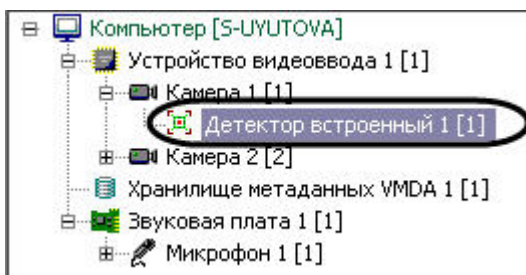 Компьютер [S-UYUTOVA]
Устройство видеоввода 1 [1]
Камера 1 [1]
Детектор встроенный 1 [1]
Камера 2 [2]
Хранилище метаданных VMDA 1 [1]
Звуковая плата 1 [1]
Микрофон 1 [1]